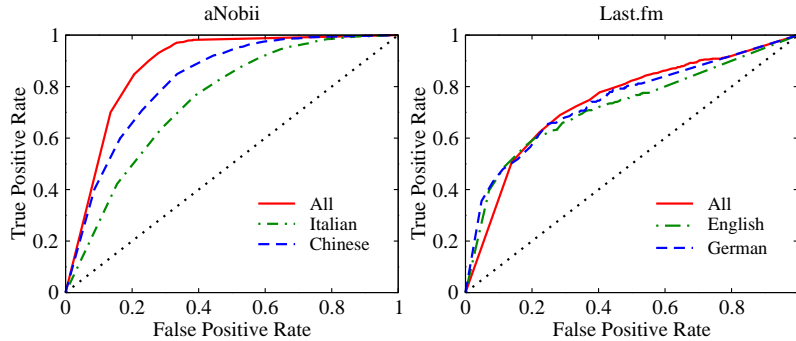 aNobii
True Positive Rate
1
0.8
0.6
0.4
0.2
0
All
Italian
Chinese
0
0.2
0.4
0.6
0.8
1
False Positive Rate
Last.fm
True Positive Rate
1
0.8
0.6
0.4
0.2
0
All
English
German
0
0.2
0.4
0.6
0.8
False Positive Rate